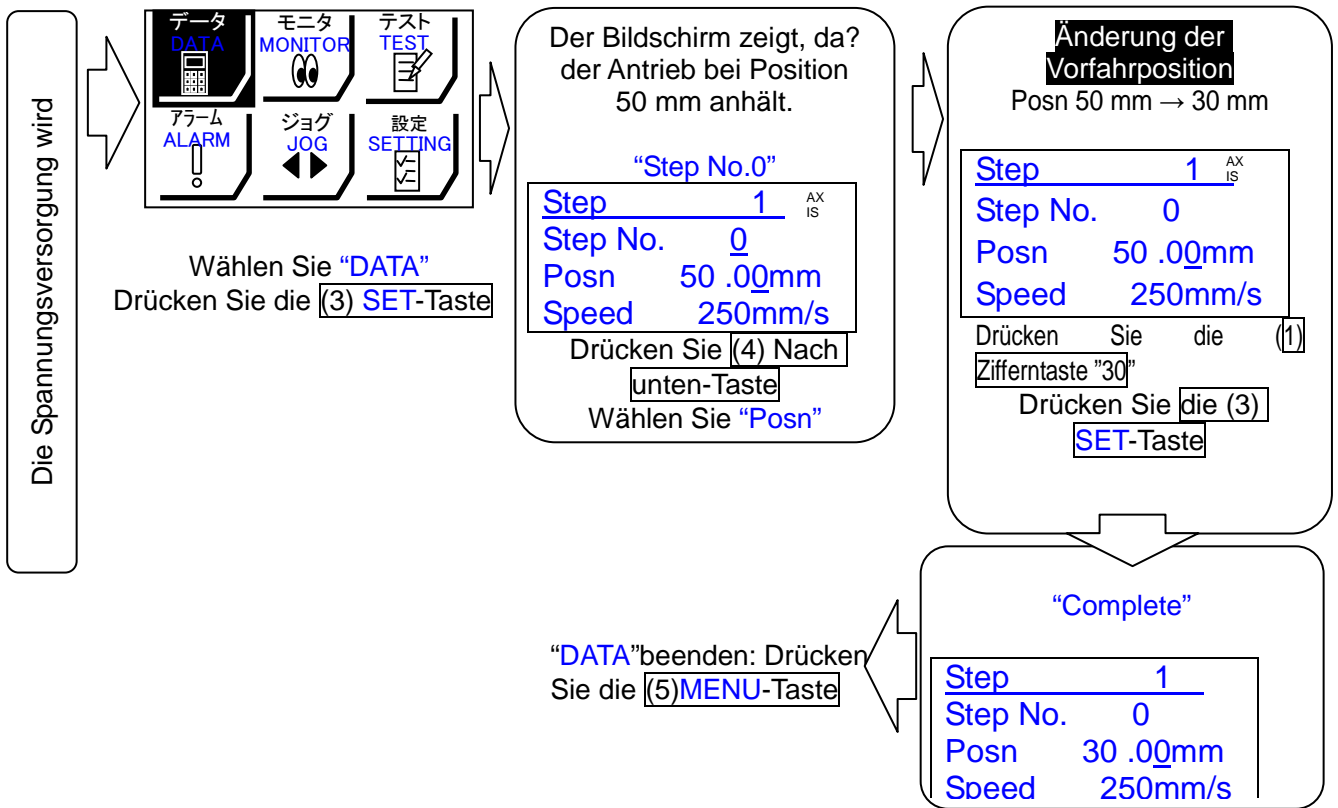 Die Spannungsversorgung wird
データ
DATA
モニタ
MONITOR
テスト
TEST
アラーム
ALARM
ジョグ
JOG
設定
SETTING
Wählen Sie “DATA”
Drücken Sie die (3) SET-Taste
Der Bildschirm zeigt, da?
der Antrieb bei Position
50 mm anhält.
“Step No.0”
Step 1 AX
IS
Step No. 0
Posn 50 .00mm
Speed 250mm/s
Drücken Sie (4) Nach
unten-Taste
Wählen Sie “Posn”
Änderung der
Vorfahrposition
Posn 50 mm → 30 mm
Step 1 AX
IS
Step No. 0
Posn 50 .00mm
Speed 250mm/s
Drücken Sie die (1)
Zifferntaste ”30”
Drücken Sie die (3)
SET-Taste
“Complete”
Step 1
Step No. 0
Posn 30 .00mm
Speed 250mm/s
“DATA”beenden: Drücken
Sie die (5)MENU-Taste